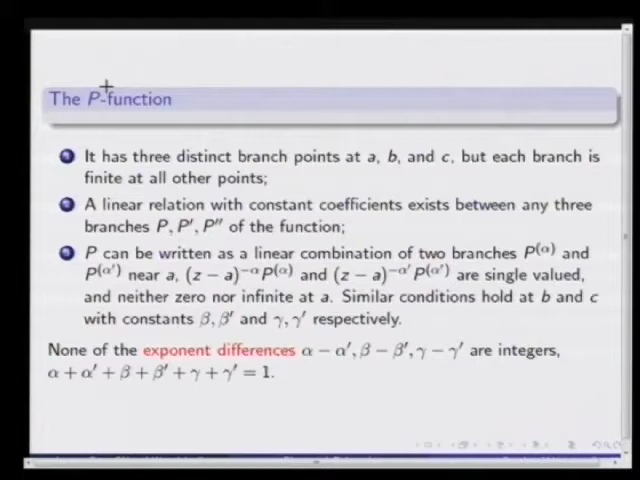 The P-function
1 It has three distinct branch points at a, b, and c, but each branch is
finite at all other points;
2 A linear relation with constant coefficients exists between any three
branches P, P′, P″ of the function;
3 P can be written as a linear combination of two branches P^(α) and
P^(α′) near a, (z − a)^−α P^(α) and (z − a)^−α′ P^(α′) are single valued,
and neither zero nor infinite at a. Similar conditions hold at b and c
with constants β, β′ and γ, γ′ respectively.
None of the exponent differences α − α′, β − β′, γ − γ′ are integers,
α + α′ + β + β′ + γ + γ′ = 1.